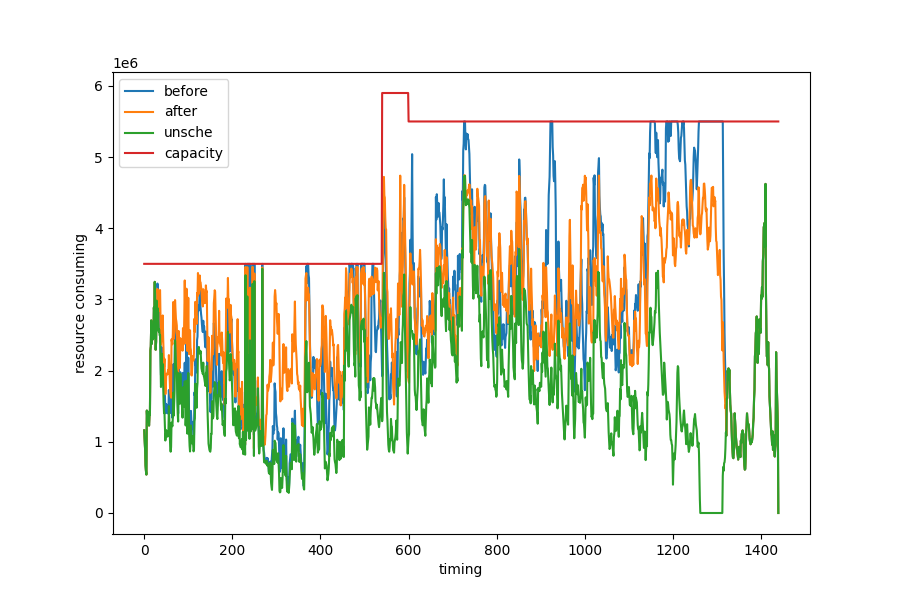 1e6
before
after
unsche
capacity
6
5
4
3
2
1
0
resource consuming
0 200 400 600 800 1000 1200 1400
timing